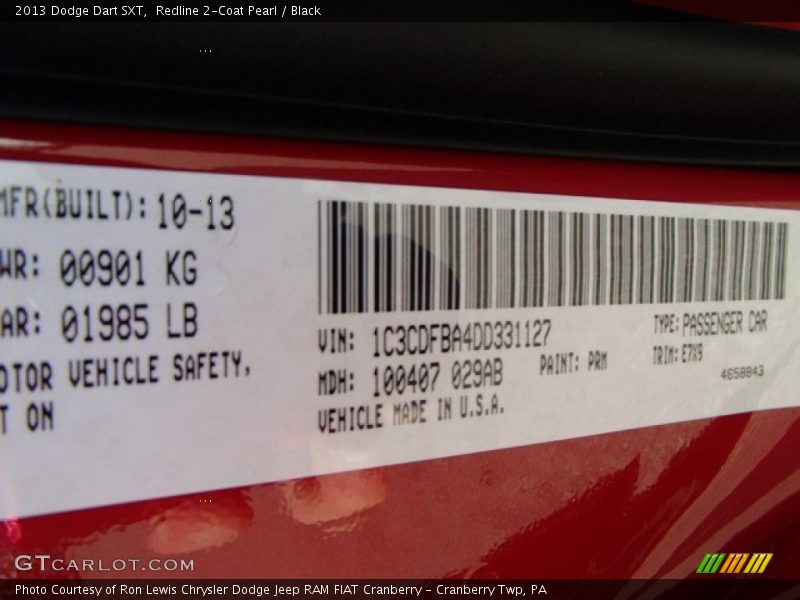 2013 Dodge Dart SXT, Redline 2-Coat Pearl / Black
MFR(BUILT): 10-13
WR: 00901 KG
AR: 01985 LB
OTOR VEHICLE SAFETY,
T ON
VIN: 1C3CDFBA4DD331127
TYPE: PASSENGER CAR
MDH: 100407 029AB
PAINT: PRM
TRIM: E7X9
VEHICLE MADE IN U.S.A.
4658843
GTCARLOT.COM
Photo Courtesy of Ron Lewis Chrysler Dodge Jeep RAM FIAT Cranberry - Cranberry Twp, PA